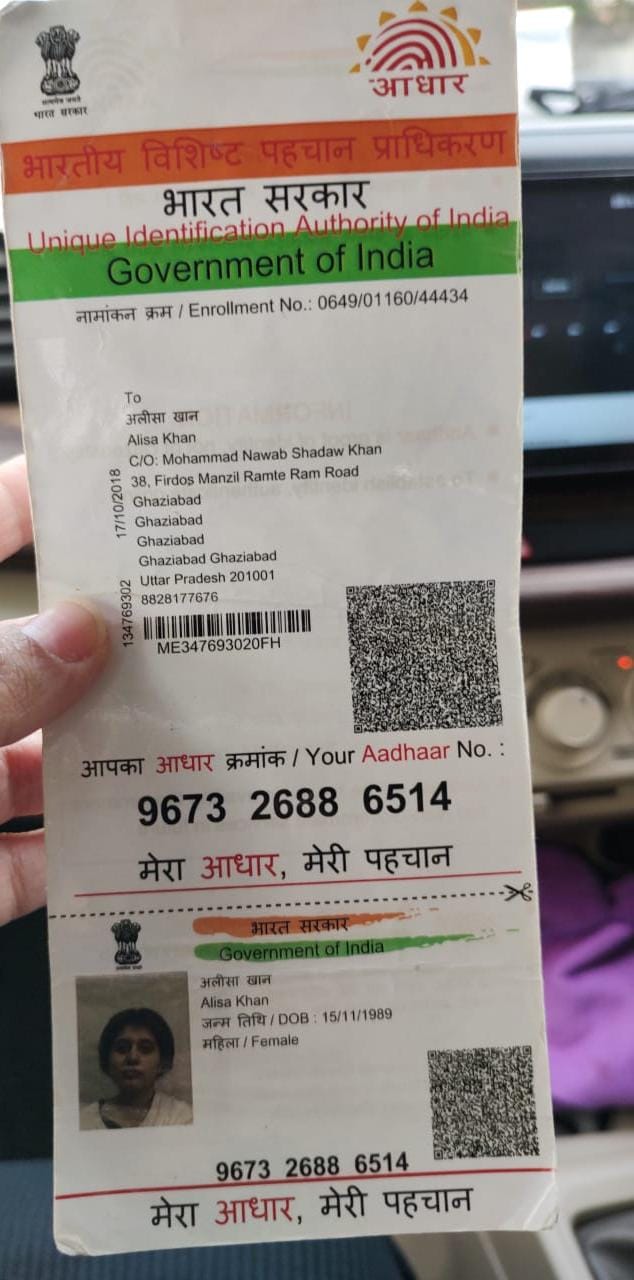 सत्यमेव जयते
भारत सरकार
आधार
भारतीय विशिष्ट पहचान प्राधिकरण
भारत सरकार
Unique Identification Authority of India
Government of India
नामांकन क्रम / Enrollment No.: 0649/01160/44434
To
अलीसा खान
Alisa Khan
C/O: Mohammad Nawab Shadaw Khan
38, Firdos Manzil Ramte Ram Road
Ghaziabad
Ghaziabad
Ghaziabad
Ghaziabad Ghaziabad
Uttar Pradesh 201001
8828177676
17/10/2018
134769302
ME347693020FH
आपका आधार क्रमांक / Your Aadhaar No. :
9673 2688 6514
मेरा आधार, मेरी पहचान
भारत सरकार
Government of India
अलीसा खान
Alisa Khan
जन्म तिथि / DOB : 15/11/1989
महिला / Female
9673 2688 6514
मेरा आधार, मेरी पहचान